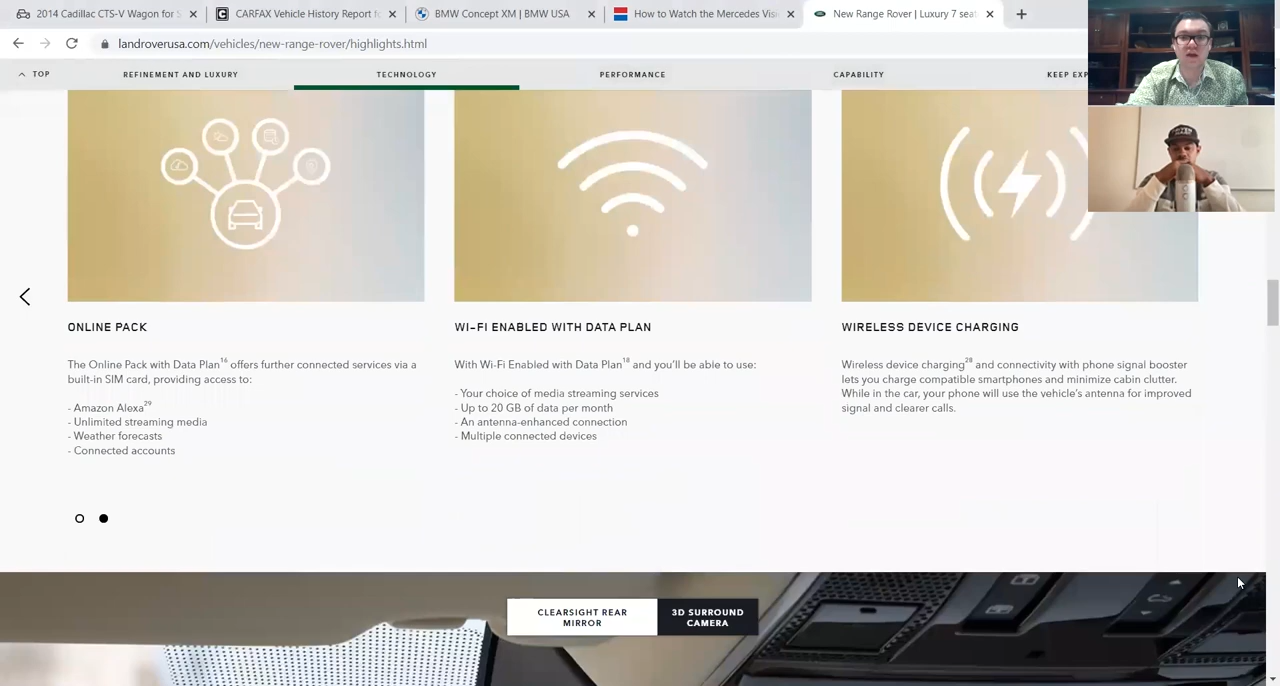 2014 Cadillac CTS-V Wagon for S
CARFAX Vehicle History Report fo
BMW Concept XM | BMW USA
How to Watch the Mercedes Visi
New Range Rover | Luxury 7 seat
landroverusa.com/vehicles/new-range-rover/highlights.html
TOP
REFINEMENT AND LUXURY
TECHNOLOGY
PERFORMANCE
CAPABILITY
KEEP EXP
ONLINE PACK
The Online Pack with Data Plan16 offers further connected services via a
built-in SIM card, providing access to:
- Amazon Alexa29
- Unlimited streaming media
- Weather forecasts
- Connected accounts
WI-FI ENABLED WITH DATA PLAN
With Wi-Fi Enabled with Data Plan18 and you'll be able to use:
- Your choice of media streaming services
- Up to 20 GB of data per month
- An antenna-enhanced connection
- Multiple connected devices
WIRELESS DEVICE CHARGING
Wireless device charging28 and connectivity with phone signal booster
lets you charge compatible smartphones and minimize cabin clutter.
While in the car, your phone will use the vehicle's antenna for improved
signal and clearer calls.
CLEARSIGHT REAR
MIRROR
3D SURROUND
CAMERA